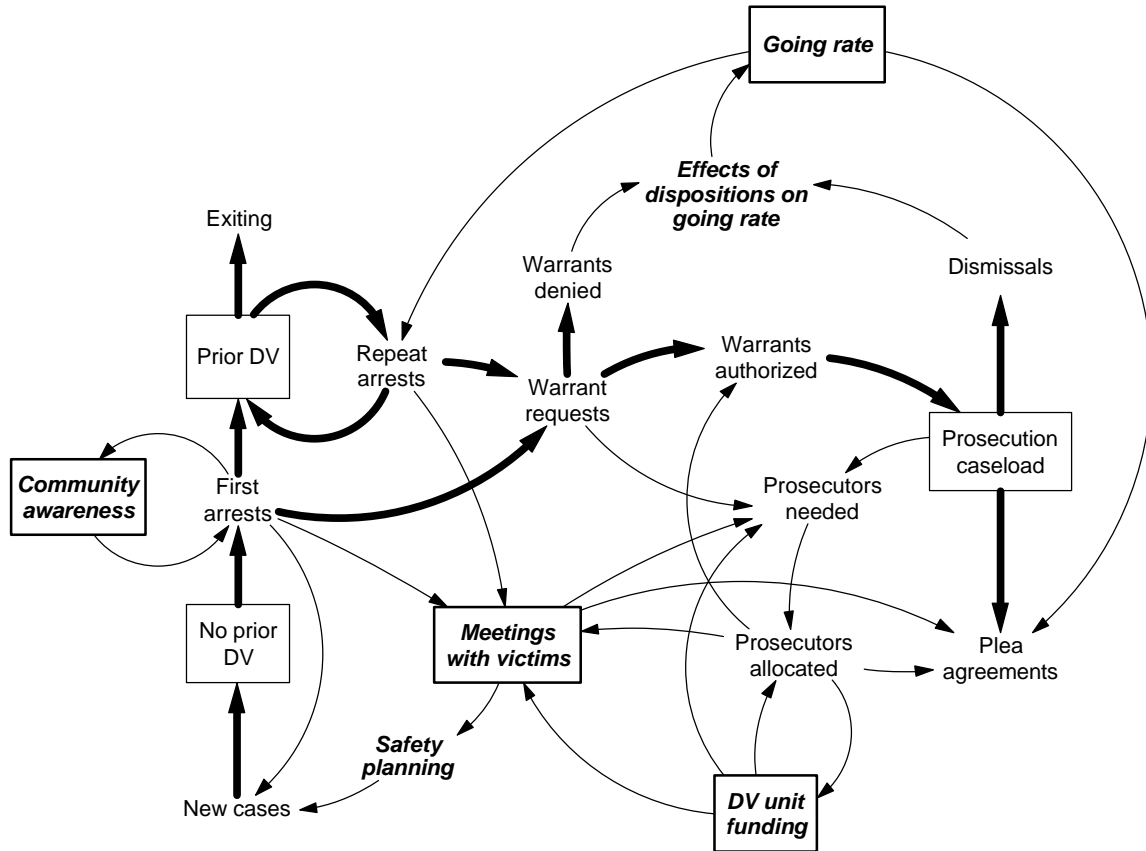 Going rate
Effects of
dispositions on
going rate
Exiting
Warrants
denied
Dismissals
Prior DV
Repeat
arrests
Warrants
authorized
Warrant
requests
Prosecution
caseload
Community
awareness
First
arrests
Prosecutors
needed
No prior
DV
Meetings
with victims
Prosecutors
allocated
Plea
agreements
Safety
planning
New cases
DV unit
funding